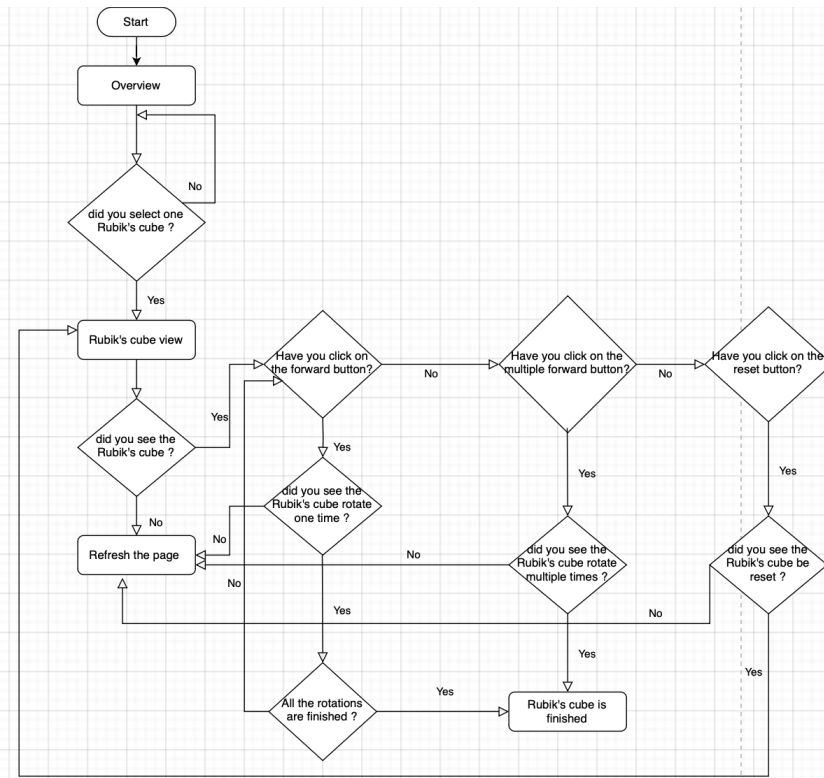 Start
Overview
No
did you select one
Rubik's cube ?
Yes
Rubik's cube view
Have you click on
the forward button?
No
Have you click on the
multiple forward button?
No
Have you click on the
reset button?
did you see the
Rubik's cube ?
Yes
No
Yes
Yes
Yes
did you see the
Rubik's cube rotate
one time ?
No
Refresh the page
No
did you see the
Rubik's cube rotate
multiple times ?
did you see the
Rubik's cube be
reset ?
No
Yes
No
Yes
Yes
All the rotations
are finished ?
Yes
Rubik's cube is
finished